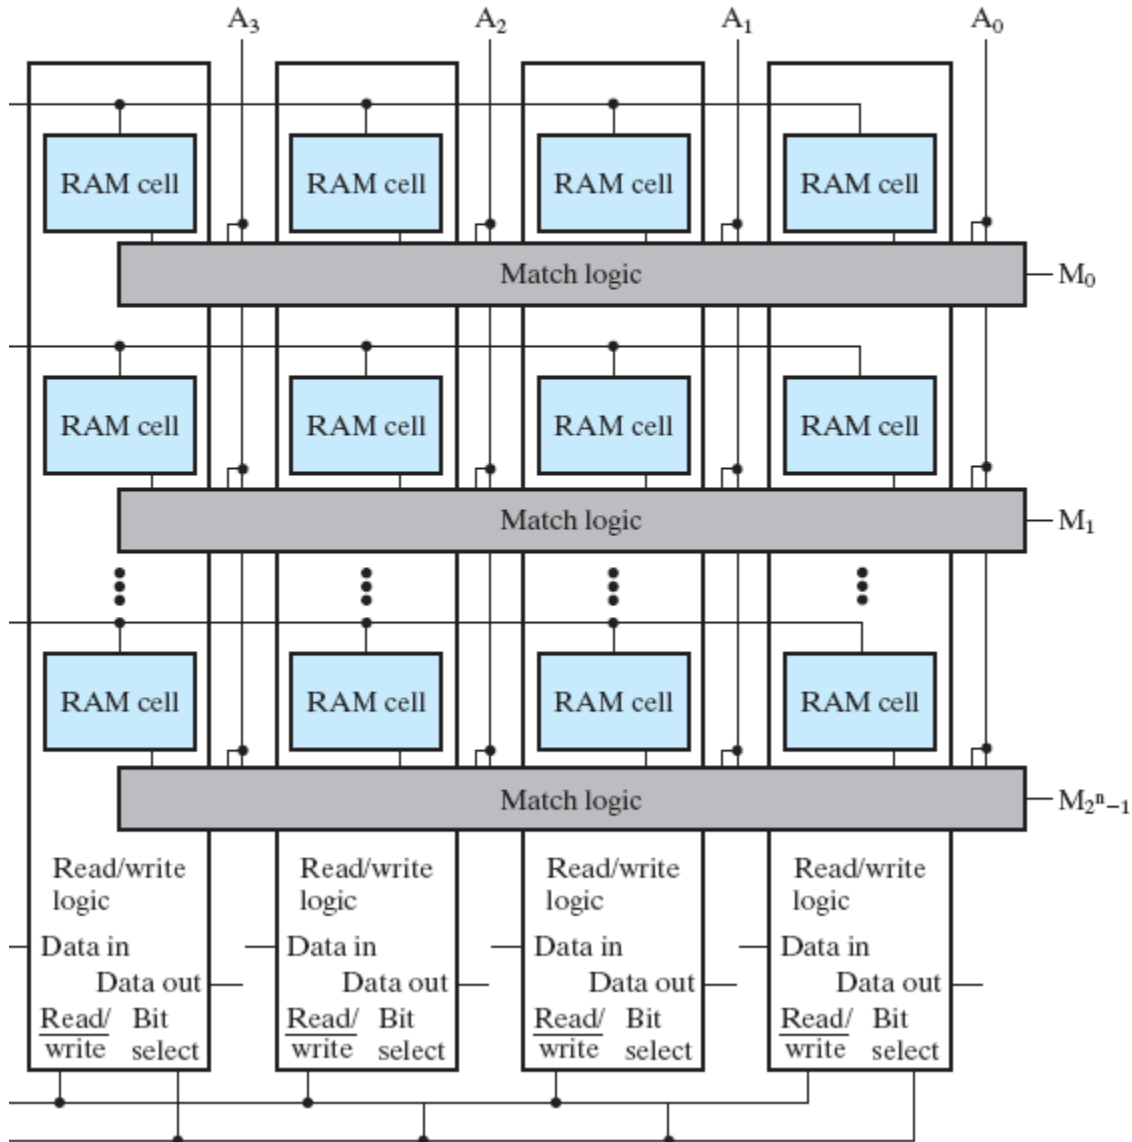 A₃ A₂ A₁ A₀
RAM cell RAM cell RAM cell RAM cell
Match logic M₀
RAM cell RAM cell RAM cell RAM cell
Match logic M₁
RAM cell RAM cell RAM cell RAM cell
Match logic M₂ⁿ₋₁
Read/write Read/write Read/write Read/write
logic logic logic logic
Data in Data in Data in Data in
Data out Data out Data out Data out
Read/ Bit Read/ Bit Read/ Bit Read/ Bit
write select write select write select write select